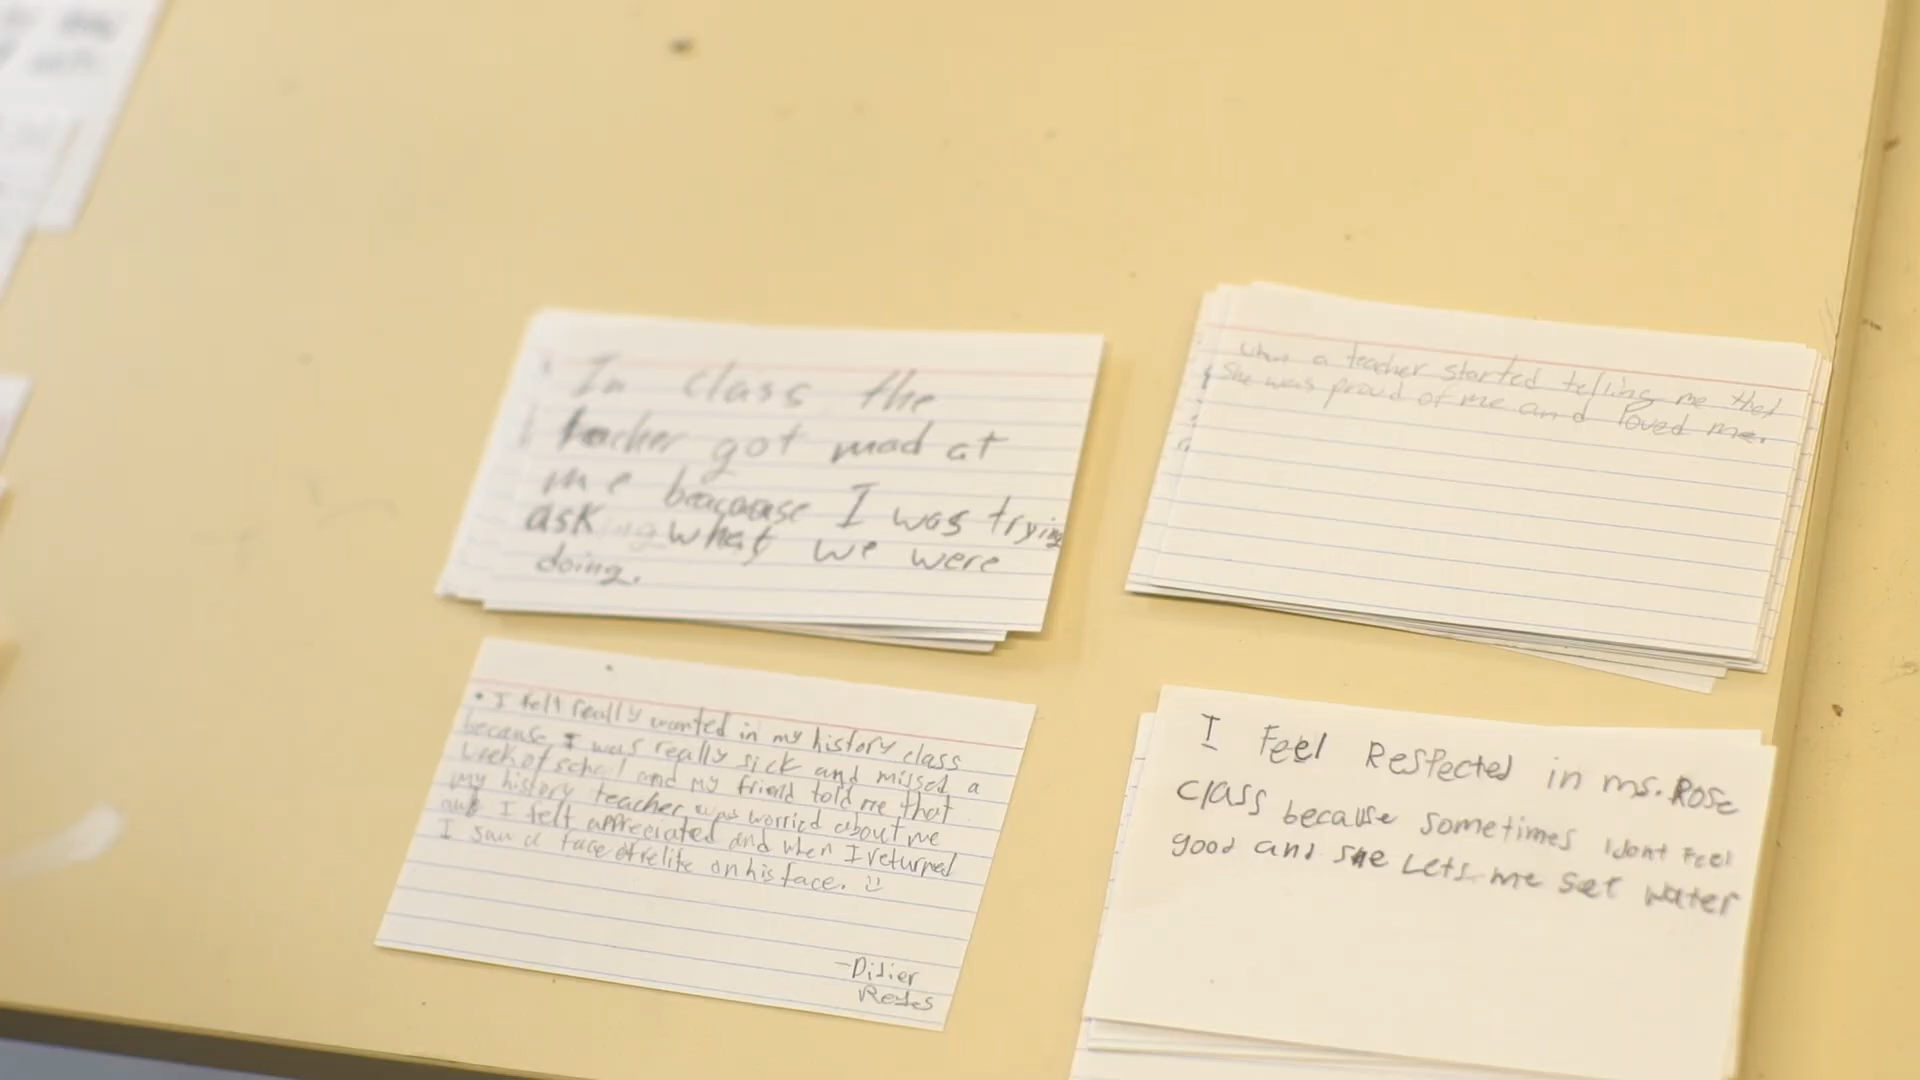 In class the
teacher got mad at
me becauase I was trying
ask what we were
doing.
when a teacher started telling me that
She was proud of me and loved me.
• I felt really wanted in my history class
because I was really sick and missed a
week of school and my friend told me that
my history teacher was worried about me
I felt appreciated and when I returned
I saw a face of relife on his face.
-Didier
Reyes
I Feel Respected in ms. Rose
class because sometimes I dont Feel
good and she Lets me get water